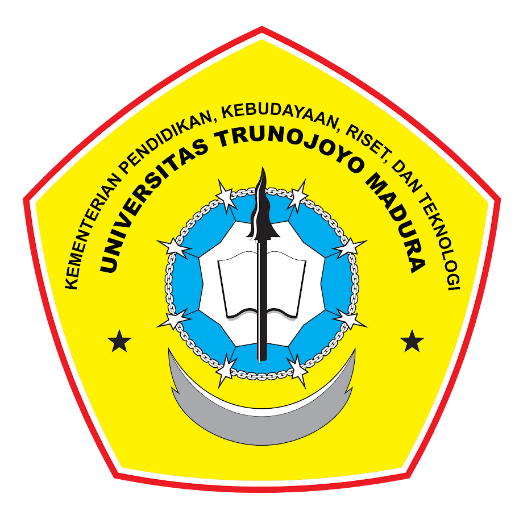 KEMENTERIAN PENDIDIKAN, KEBUDAYAAN, RISET, DAN TEKNOLOGI
UNIVERSITAS TRUNOJOYO MADURA